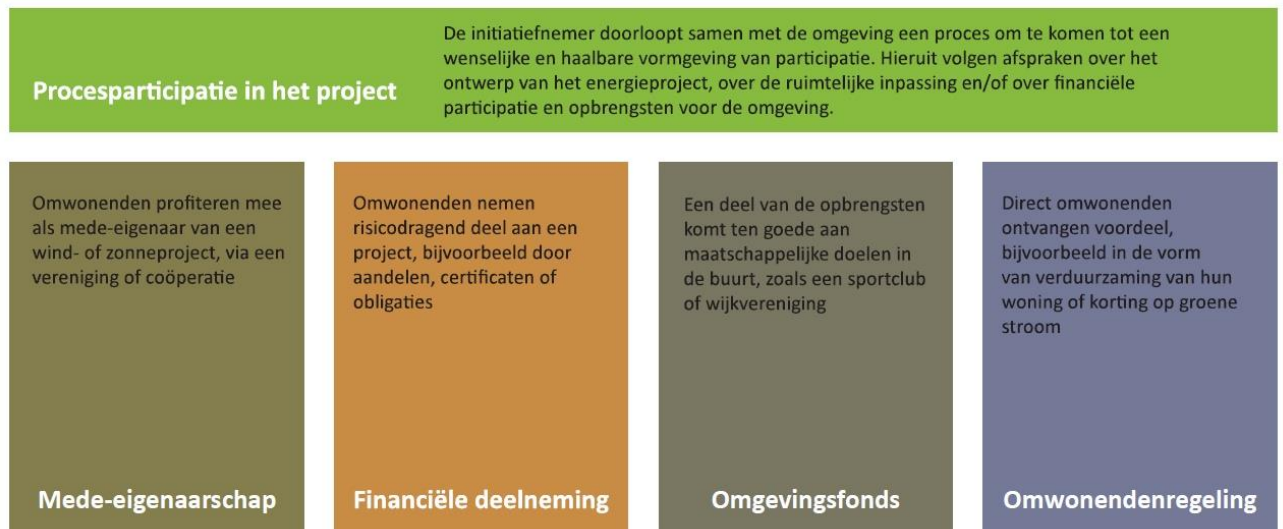 De initiatiefnemer doorloopt samen met de omgeving een proces om te komen tot een
wenselijke en haalbare vormgeving van participatie. Hieruit volgen afspraken over het
Procesparticipatie in het project
ontwerp van het energieproject, over de ruimtelijke inpassing en/of over financiële
participatie en opbrengsten voor de omgeving.
Omwonenden profiteren mee
als mede-eigenaar van een
wind- of zonneproject, via een
vereniging of coöperatie
Mede-eigenaarschap
Omwonenden nemen
risicodragend deel aan een
project, bijvoorbeeld door
aandelen, certificaten of
obligaties
Financiële deelneming
Een deel van de opbrengsten
komt ten goede aan
maatschappelijke doelen in
de buurt, zoals een sportclub
of wijkvereniging
Omgevingsfonds
Direct omwonenden
ontvangen voordeel,
bijvoorbeeld in de vorm
van verduurzaming van hun
woning of korting op groene
stroom
Omwonendenregeling